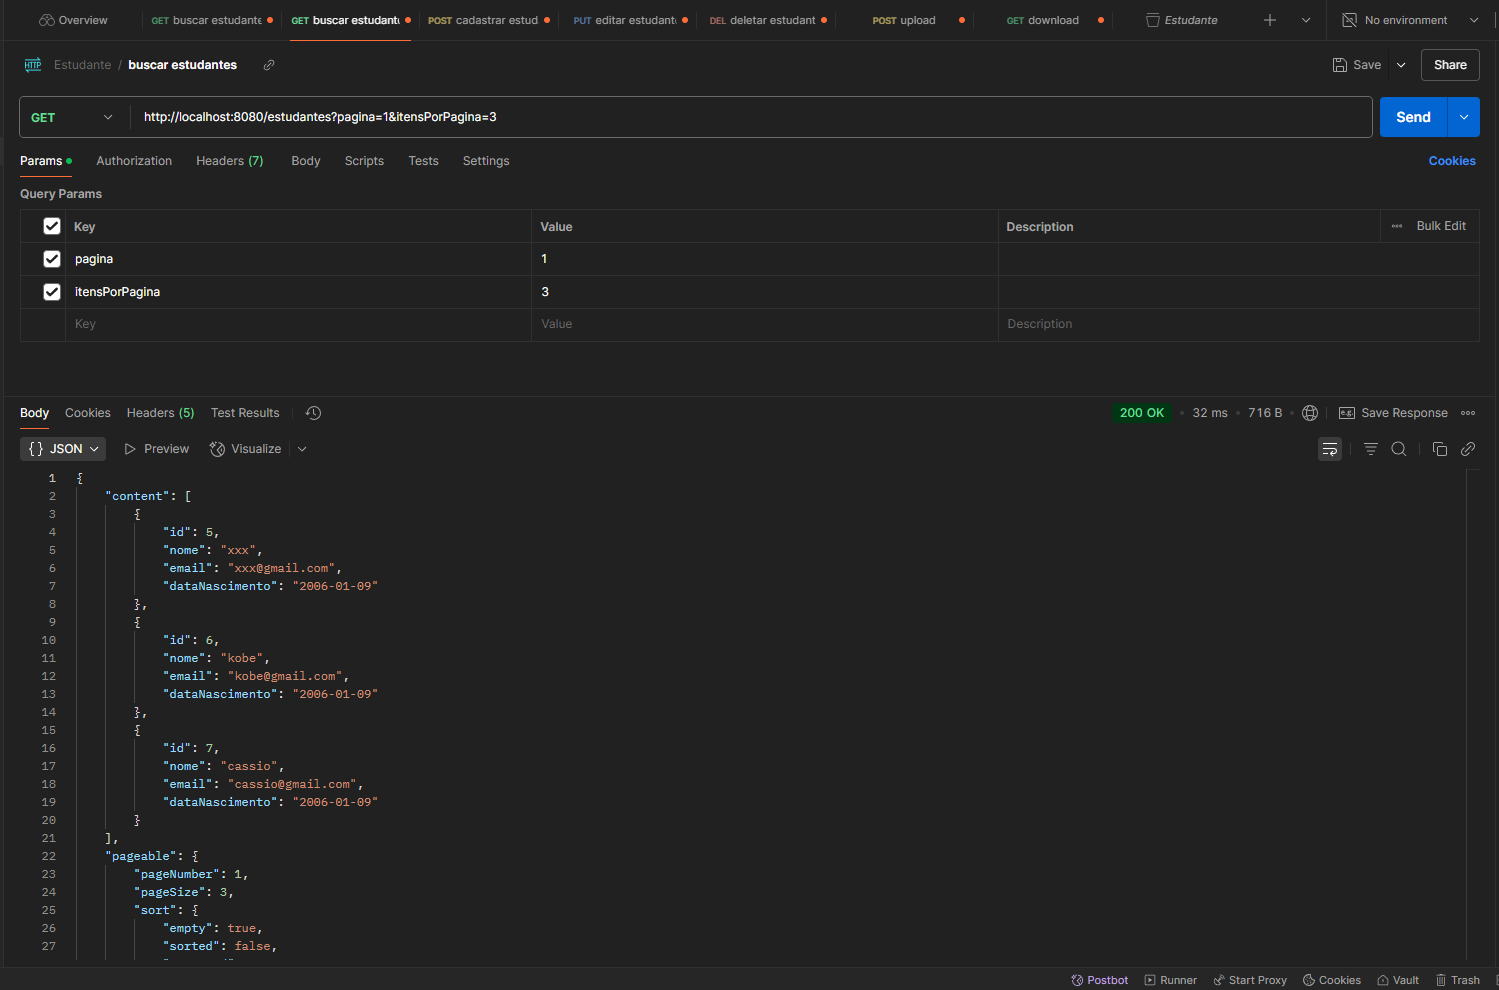 Overview GET buscar estudante GET buscar estudante POST cadastrar estud PUT editar estudant DEL deletar estudant POST upload GET download Estudante No environment
HTTP Estudante / buscar estudantes Save Share
GET http://localhost:8080/estudantes?pagina=1&itensPorPagina=3 Send
Params Authorization Headers (7) Body Scripts Tests Settings Cookies
Query Params
Key Value Description Bulk Edit
pagina 1
itensPorPagina 3
Key Value Description
Body Cookies Headers (5) Test Results 200 OK 32 ms 716 B e.g. Save Response
{ } JSON Preview Visualize
1 {
2 "content": [
3 {
4 "id": 5,
5 "nome": "xxx",
6 "email": "xxx@gmail.com",
7 "dataNascimento": "2006-01-09"
8 },
9 {
10 "id": 6,
11 "nome": "kobe",
12 "email": "kobe@gmail.com",
13 "dataNascimento": "2006-01-09"
14 },
15 {
16 "id": 7,
17 "nome": "cassio",
18 "email": "cassio@gmail.com",
19 "dataNascimento": "2006-01-09"
20 }
21 ],
22 "pageable": {
23 "pageNumber": 1,
24 "pageSize": 3,
25 "sort": {
26 "empty": true,
27 "sorted": false,
Postbot Runner Start Proxy Cookies Vault Trash